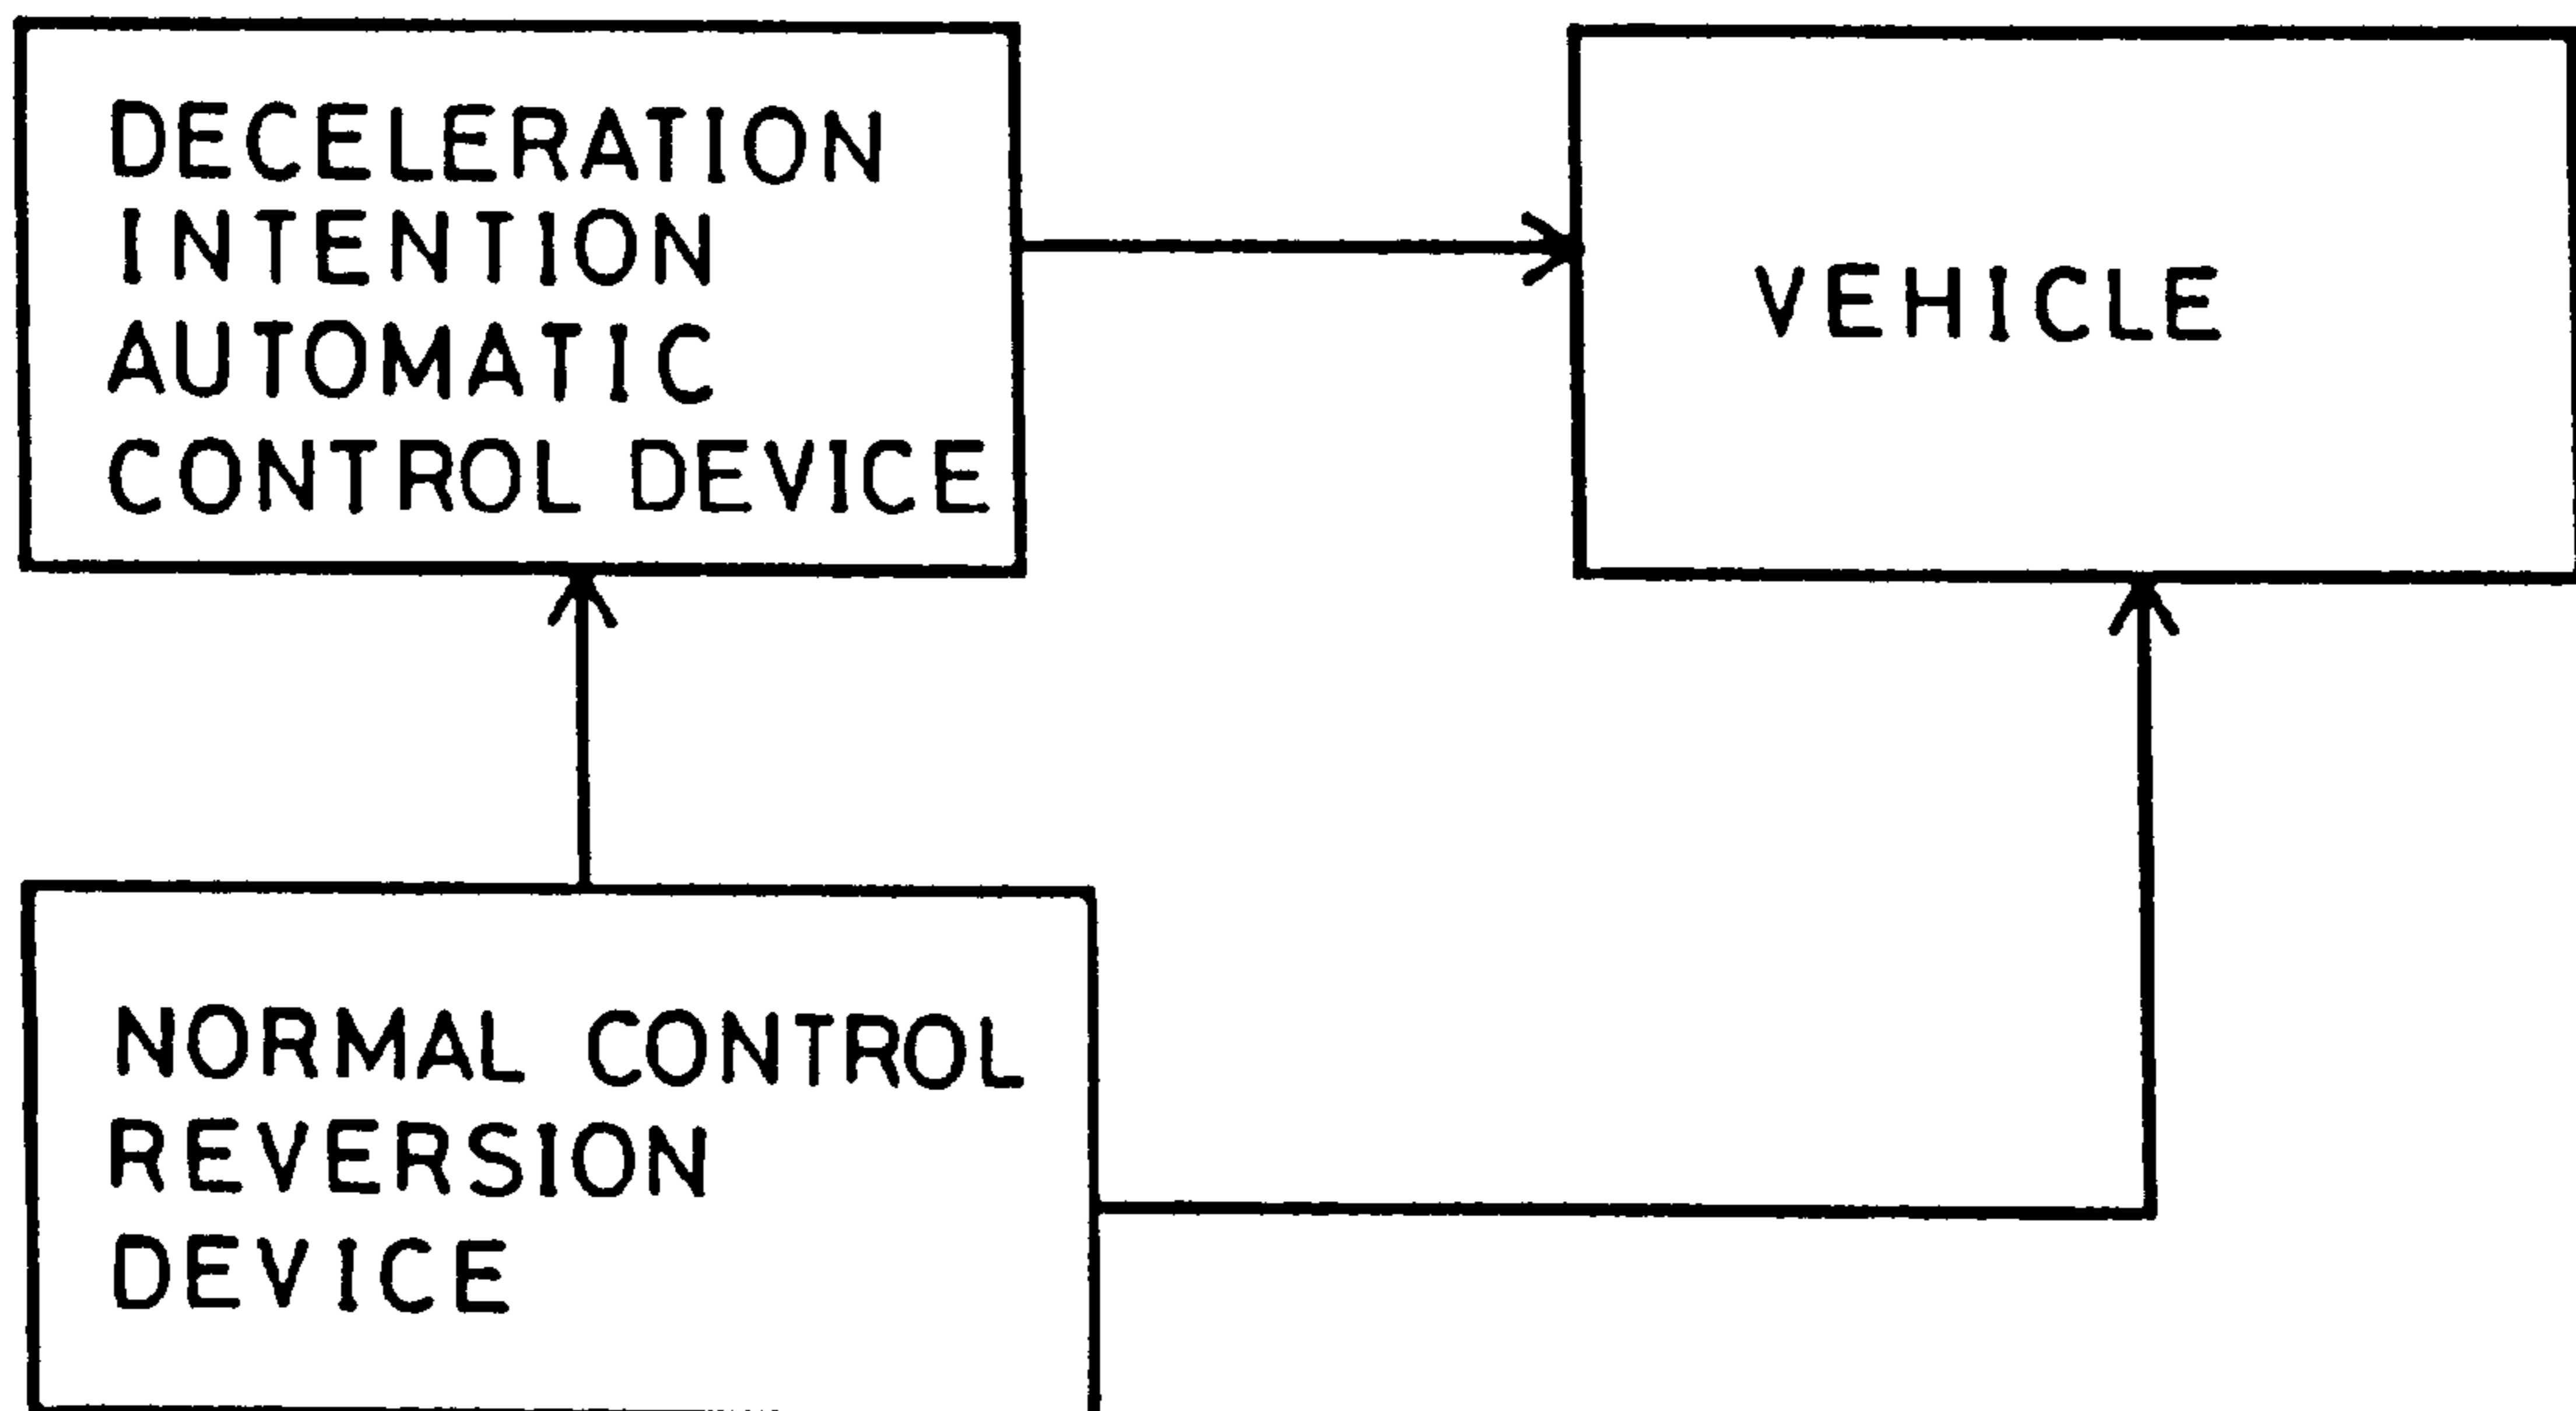 DECELERATION
INTENTION
AUTOMATIC
CONTROL DEVICE
VEHICLE
NORMAL CONTROL
REVERSION
DEVICE